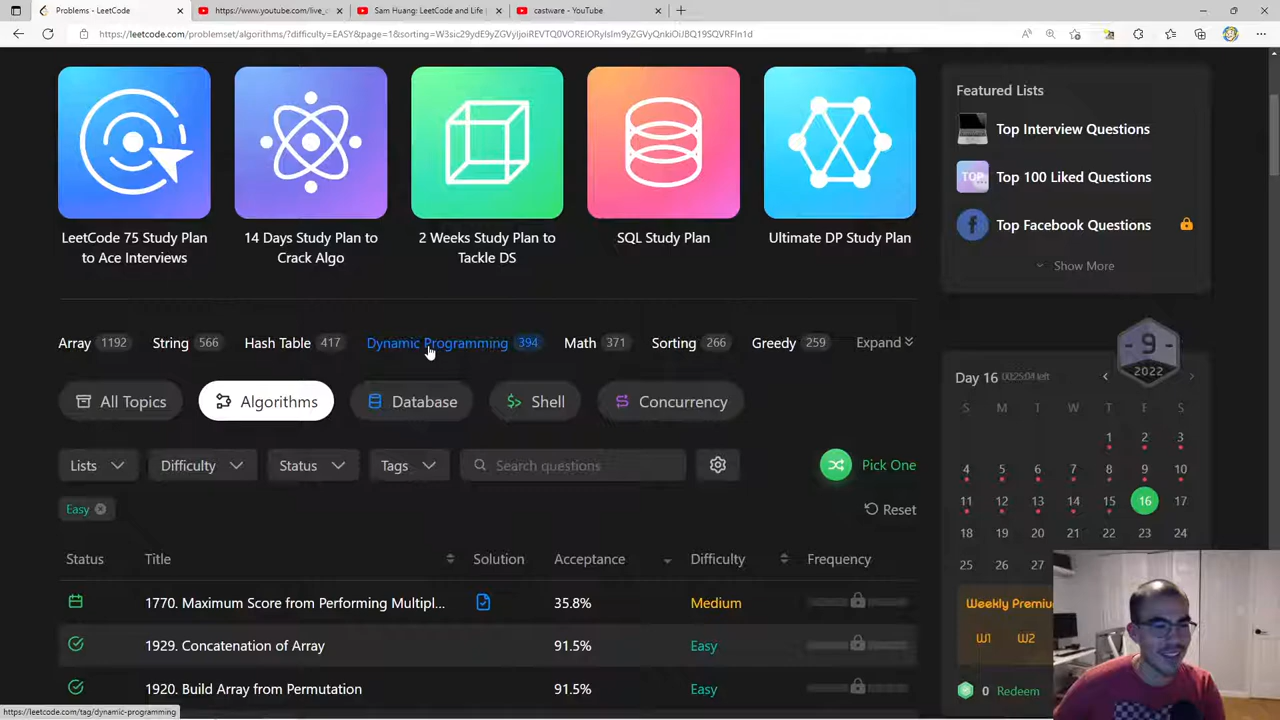 Problems - LeetCode
https://www.youtube.com/live_c
Sam Huang: LeetCode and Life
castware - YouTube
https://leetcode.com/problemset/algorithms/?difficulty=EASY&page=1&sorting=W3sic29ydE9yZGVyIjoiREVTQ0VORElORyIsIm9yZGVyQnkiOiJBQ19SQVRFIn1d
Featured Lists
Top Interview Questions
TOP
Top 100 Liked Questions
Top Facebook Questions
Show More
LeetCode 75 Study Plan
to Ace Interviews
14 Days Study Plan to
Crack Algo
2 Weeks Study Plan to
Tackle DS
SQL Study Plan
Ultimate DP Study Plan
Array 1192 String 566 Hash Table 417 Dynamic Programming 394 Math 371 Sorting 266 Greedy 259 Expand
All Topics Algorithms Database Shell Concurrency
Lists Difficulty Status Tags Search questions Pick One
Easy Reset
Status Title Solution Acceptance Difficulty Frequency
1770. Maximum Score from Performing Multipl... 35.8% Medium
1929. Concatenation of Array 91.5% Easy
1920. Build Array from Permutation 91.5% Easy
9
2022
Day 16 00:25:04 left
S M T W T F S
1 2 3
4 5 6 7 8 9 10
11 12 13 14 15 16 17
18 19 20 21 22 23 24
25 26 27
Weekly Premiu
W1 W2
0 Redeem
https://leetcode.com/tag/dynamic-programming